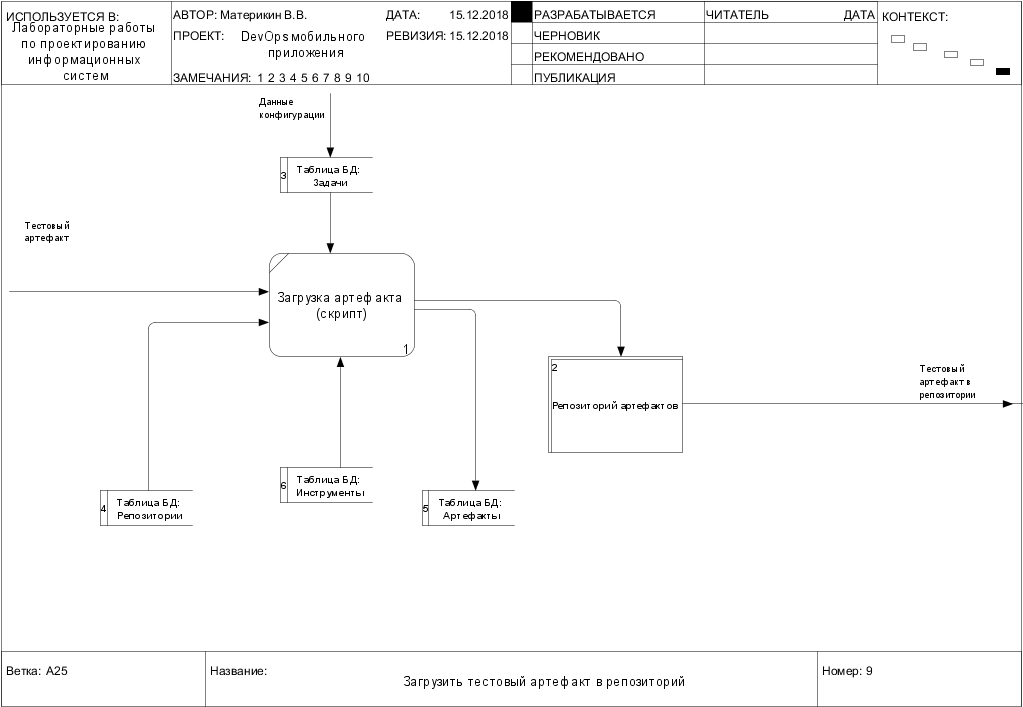 ИСПОЛЬЗУЕТСЯ В:
Лабораторные работы
по проектированию
информационных
систем
АВТОР: Материкин В.В.
ДАТА: 15.12.2018
ПРОЕКТ: DevOps мобильного
приложения
РЕВИЗИЯ: 15.12.2018
ЗАМЕЧАНИЯ: 1 2 3 4 5 6 7 8 9 10
РАЗРАБАТЫВАЕТСЯ
ЧЕРНОВИК
РЕКОМЕНДОВАНО
ПУБЛИКАЦИЯ
ЧИТАТЕЛЬ ДАТА
КОНТЕКСТ:
Данные
конфигурации
3
Таблица БД:
Задачи
Тестовый
артефакт
Загрузка артефакта
(скрипт)
1
2
Репозиторий артефактов
Тестовый
артефакт в
репозитории
4
Таблица БД:
Репозитории
6
Таблица БД:
Инструменты
5
Таблица БД:
Артефакты
Ветка: A25
Название:
Загрузить тестовый артефакт в репозиторий
Номер: 9